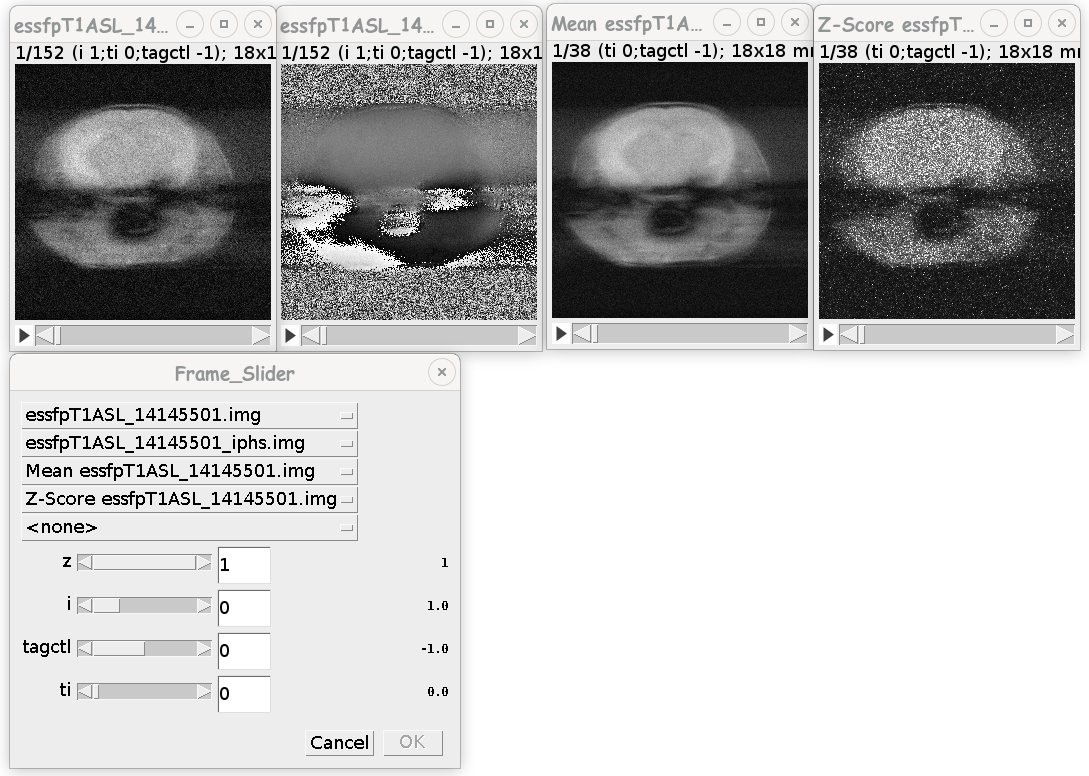 essfpT1ASL_14...
essfpT1ASL_14...
Mean essfpT1A...
Z-Score essfpT...
1/152 (i 1;ti 0;tagctl -1); 18x1
1/152 (i 1;ti 0;tagctl -1); 18x1
1/38 (ti 0;tagctl -1); 18x18 m
1/38 (ti 0;tagctl -1); 18x18 m
Frame_Slider
essfpT1ASL_14145501.img
essfpT1ASL_14145501_iphs.img
Mean essfpT1ASL_14145501.img
Z-Score essfpT1ASL_14145501.img
<none>
z 1 1
i 0 1.0
tagctl 0 -1.0
ti 0 0.0
Cancel OK